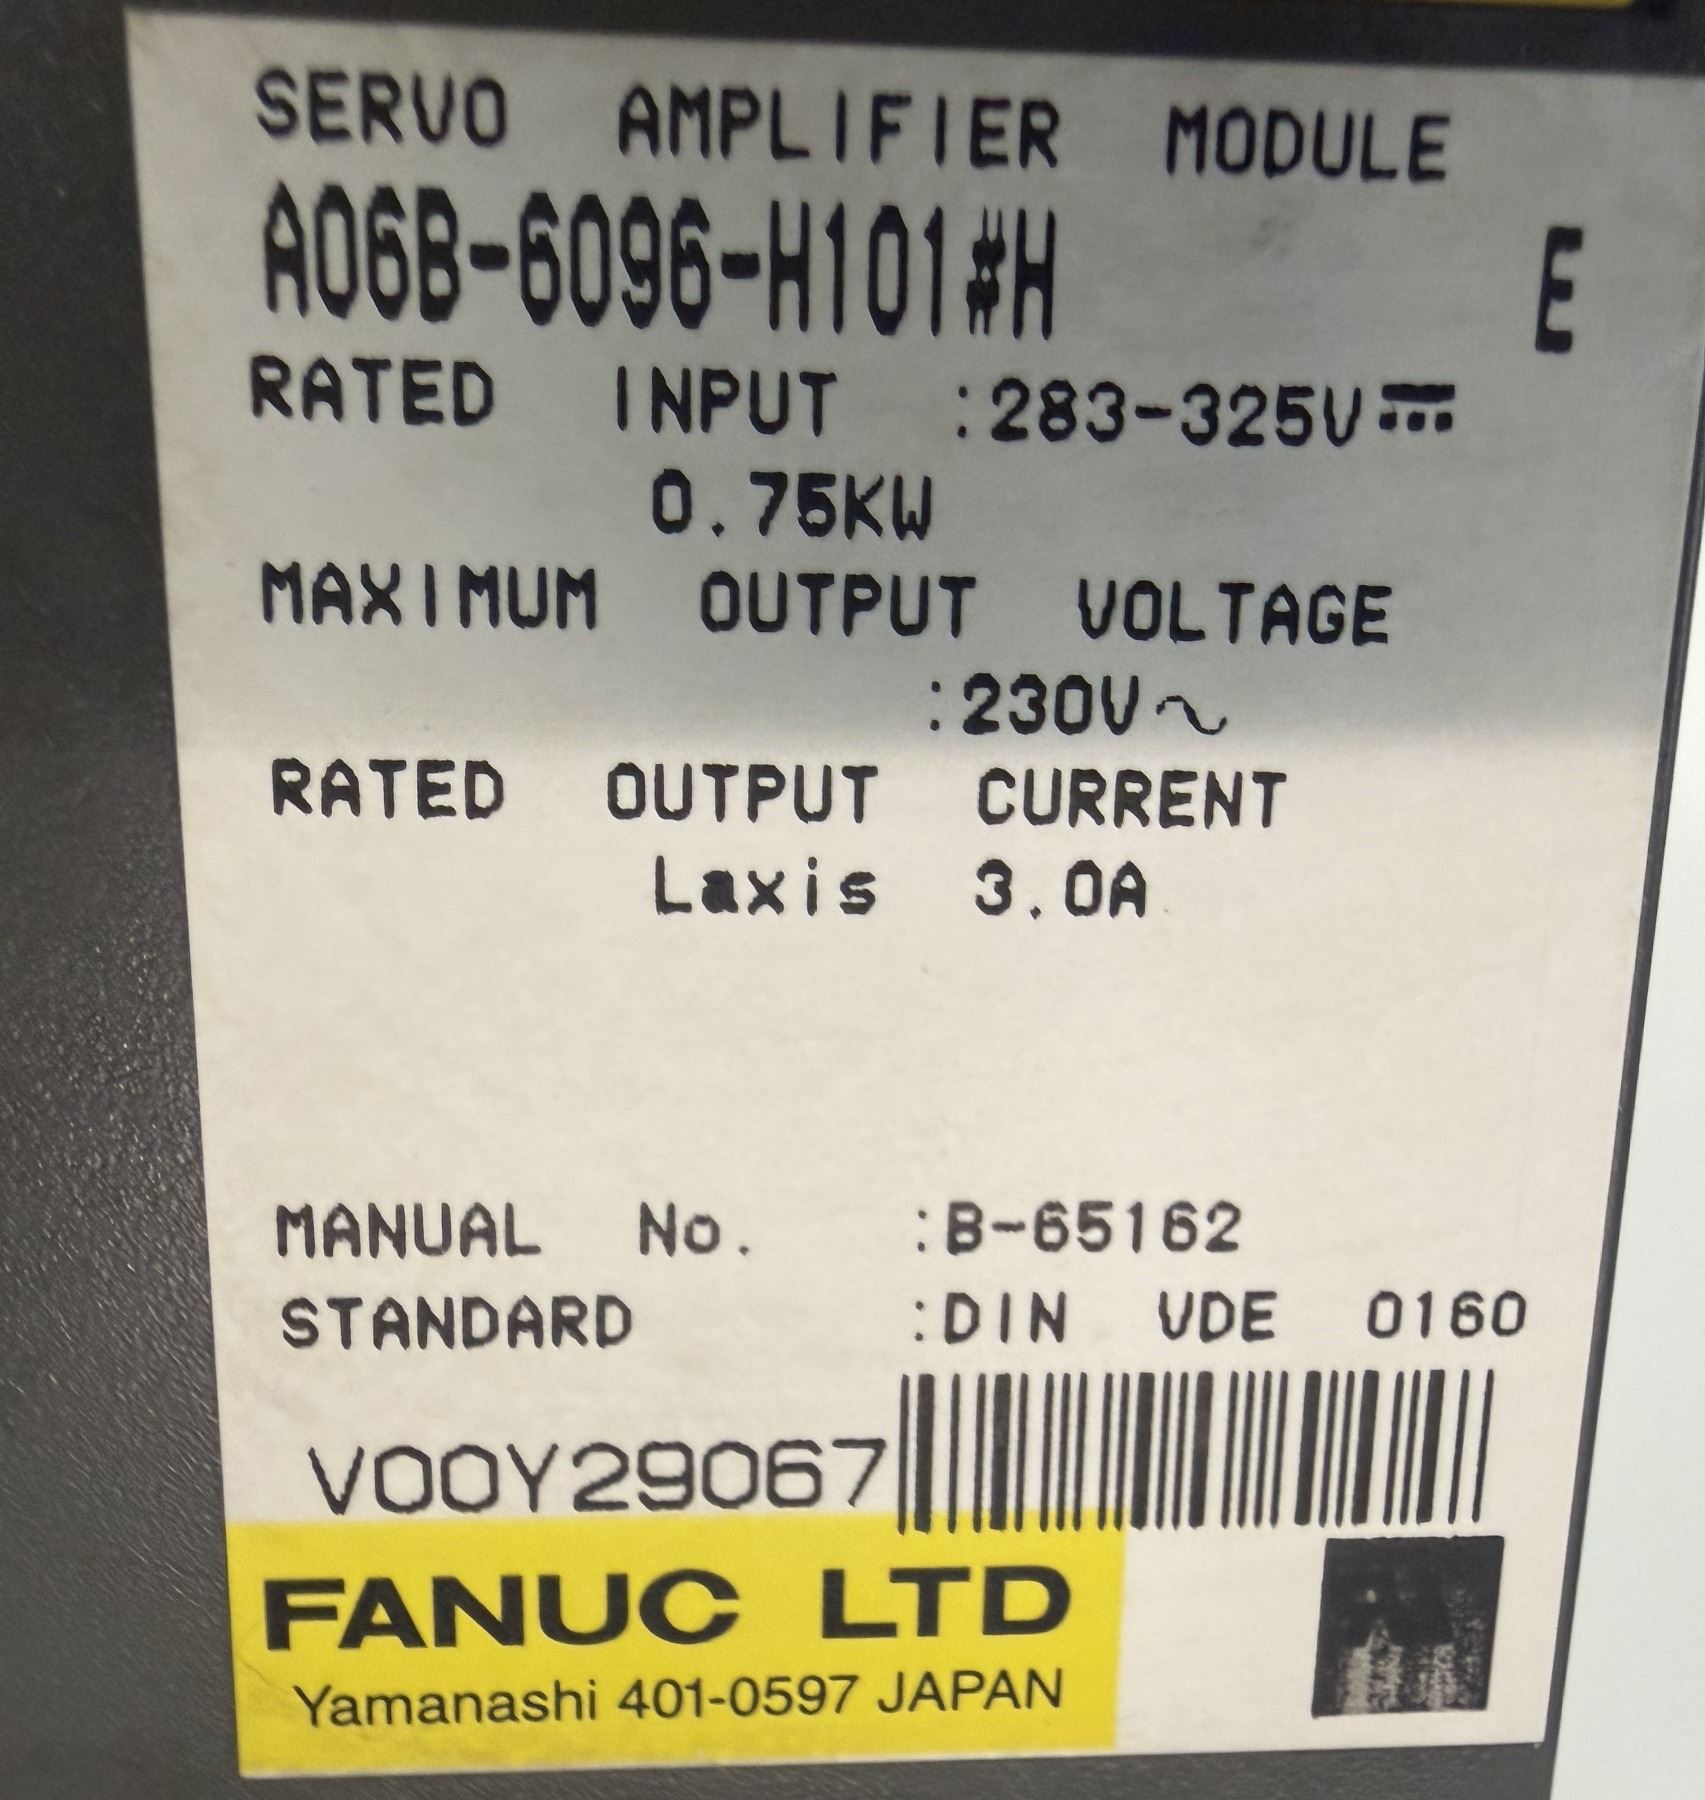 SERVO AMPLIFIER MODULE
A06B-6096-H101#H E
RATED INPUT :283-325V⎓
0.75KW
MAXIMUM OUTPUT VOLTAGE
:230V~
RATED OUTPUT CURRENT
Laxis 3.0A
MANUAL No. :B-65162
STANDARD :DIN VDE 0160
V00Y29067
FANUC LTD
Yamanashi 401-0597 JAPAN